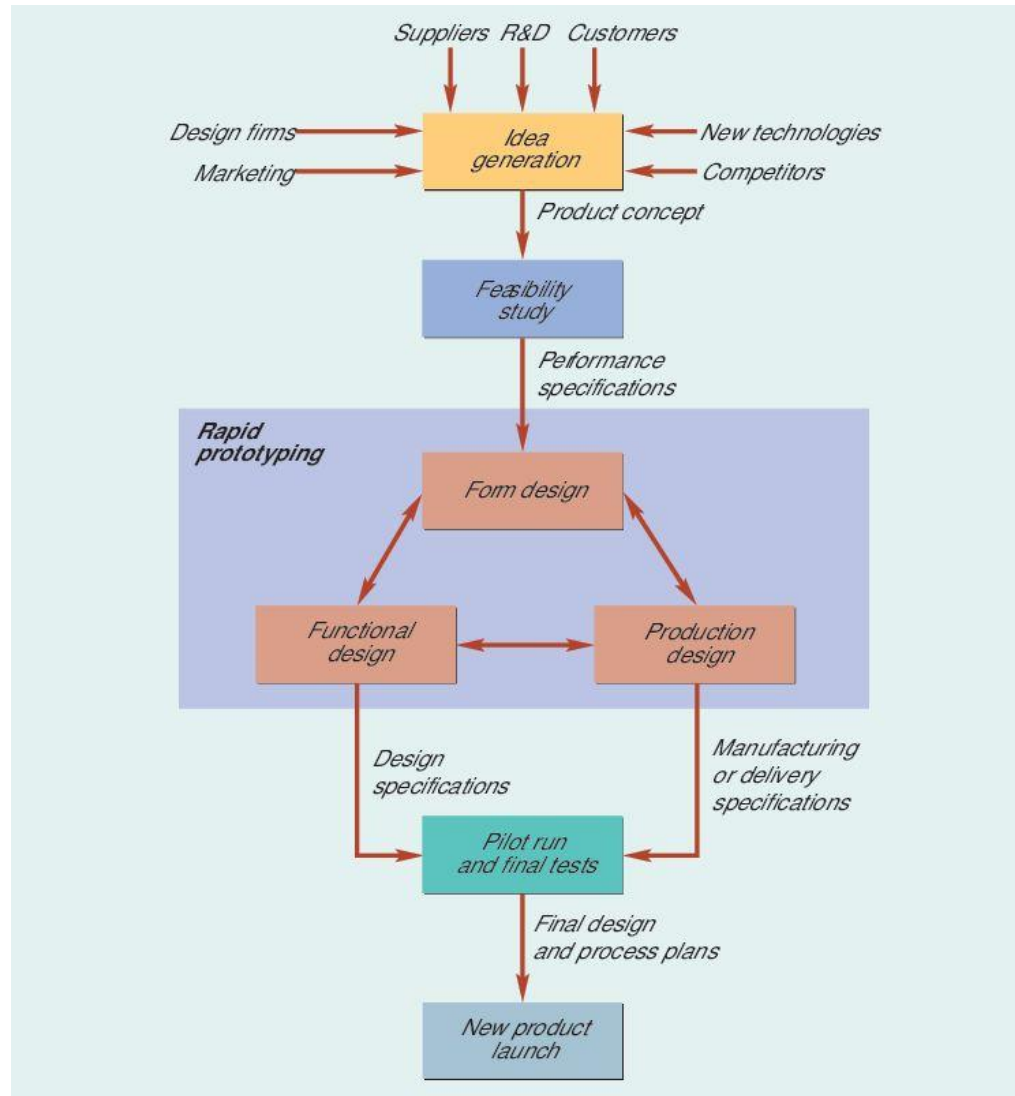 Suppliers R&D Customers
Design firms
Marketing
Idea
generation
New technologies
Competitors
Product concept
Feasibility
study
Performance
specifications
Rapid
prototyping
Form design
Functional
design
Production
design
Design
specifications
Manufacturing
or delivery
specifications
Pilot run
and final tests
Final design
and process plans
New product
launch